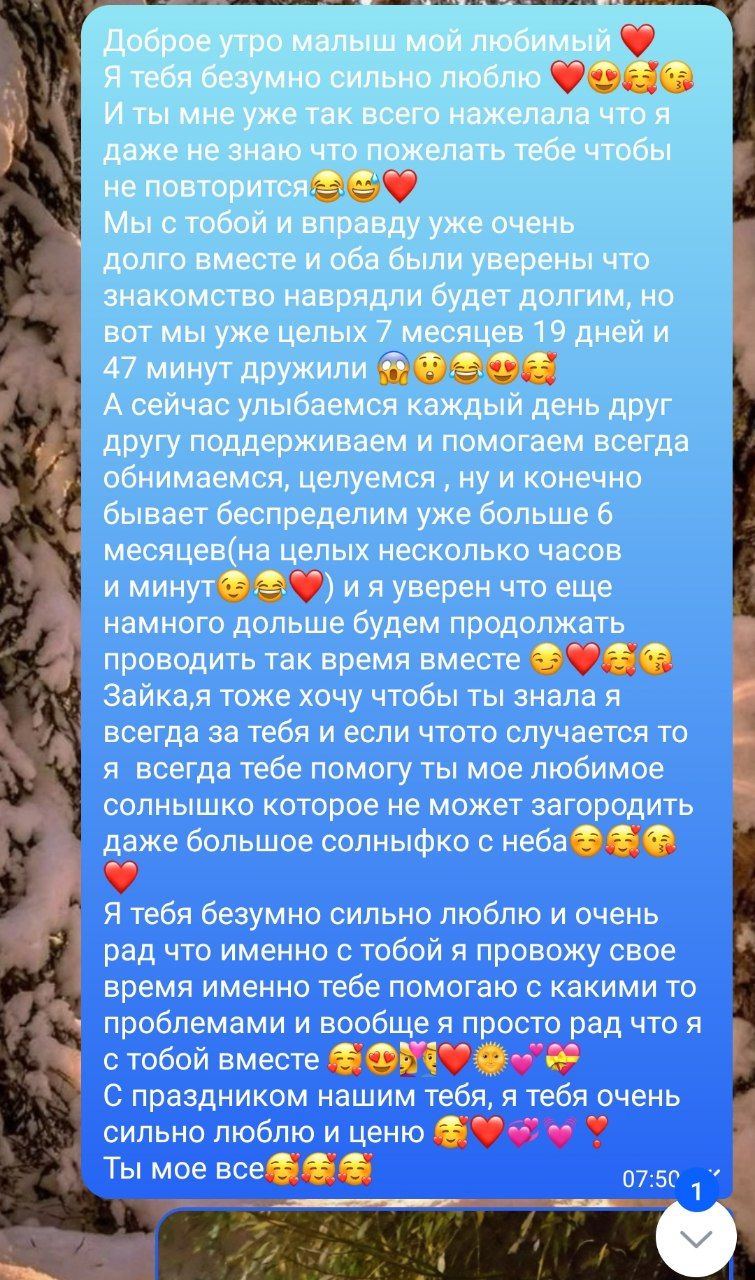 Доброе утро малыш мой любимый ❤️
Я тебя безумно сильно люблю ❤️😍🥰😘
И ты мне уже так всего нажелала что я
даже не знаю что пожелать тебе чтобы
не повторится😂😅❤️
Мы с тобой и вправду уже очень
долго вместе и оба были уверены что
знакомство наврядли будет долгим, но
вот мы уже целых 7 месяцев 19 дней и
47 минут дружили 😱😲😂😍🥰
А сейчас улыбаемся каждый день друг
другу поддерживаем и помогаем всегда
обнимаемся, целуемся , ну и конечно
бывает беспределим уже больше 6
месяцев(на целых несколько часов
и минут😉😂❤️) и я уверен что еще
намного дольше будем продолжать
проводить так время вместе 😏❤️🥰😘
Зайка,я тоже хочу чтобы ты знала я
всегда за тебя и если чтото случается то
я  всегда тебе помогу ты мое любимое
солнышко которое не может загородить
даже большое солныфко с неба☺️🥰😘
❤️
Я тебя безумно сильно люблю и очень
рад что именно с тобой я провожу свое
время именно тебе помогаю с какими то
проблемами и вообще я просто рад что я
с тобой вместе 🥰😍💑❤️🌞💕💝
С праздником нашим тебя, я тебя очень
сильно люблю и ценю 🥰❤️💞💓❣️
Ты мое все🥰🥰🥰
07:50
1